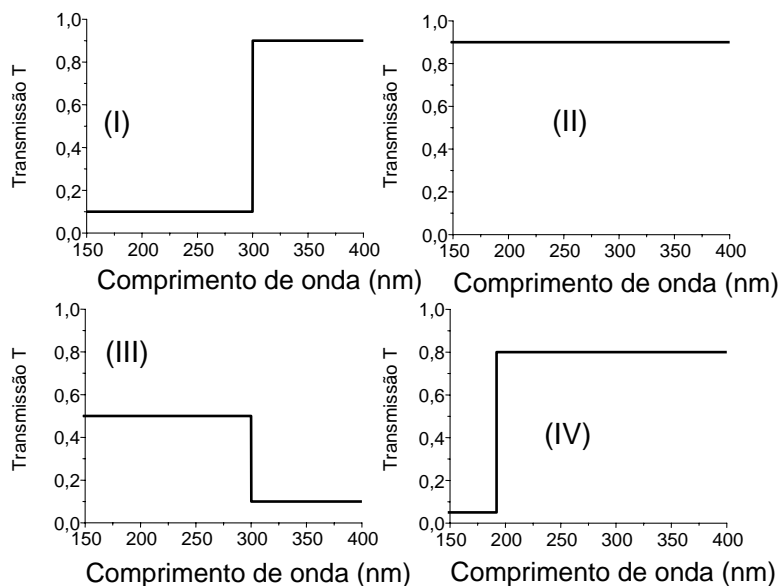 1,0
0,8
0,6
0,4
0,2
0,0
Transmissão T
(I)
150 200 250 300 350 400
Comprimento de onda (nm)
1,0
0,8
0,6
0,4
0,2
0,0
Transmissão T
(II)
150 200 250 300 350 400
Comprimento de onda (nm)
1,0
0,8
0,6
0,4
0,2
0,0
Transmissão T
(III)
150 200 250 300 350 400
Comprimento de onda (nm)
1,0
0,8
0,6
0,4
0,2
0,0
Transmissão T
(IV)
150 200 250 300 350 400
Comprimento de onda (nm)